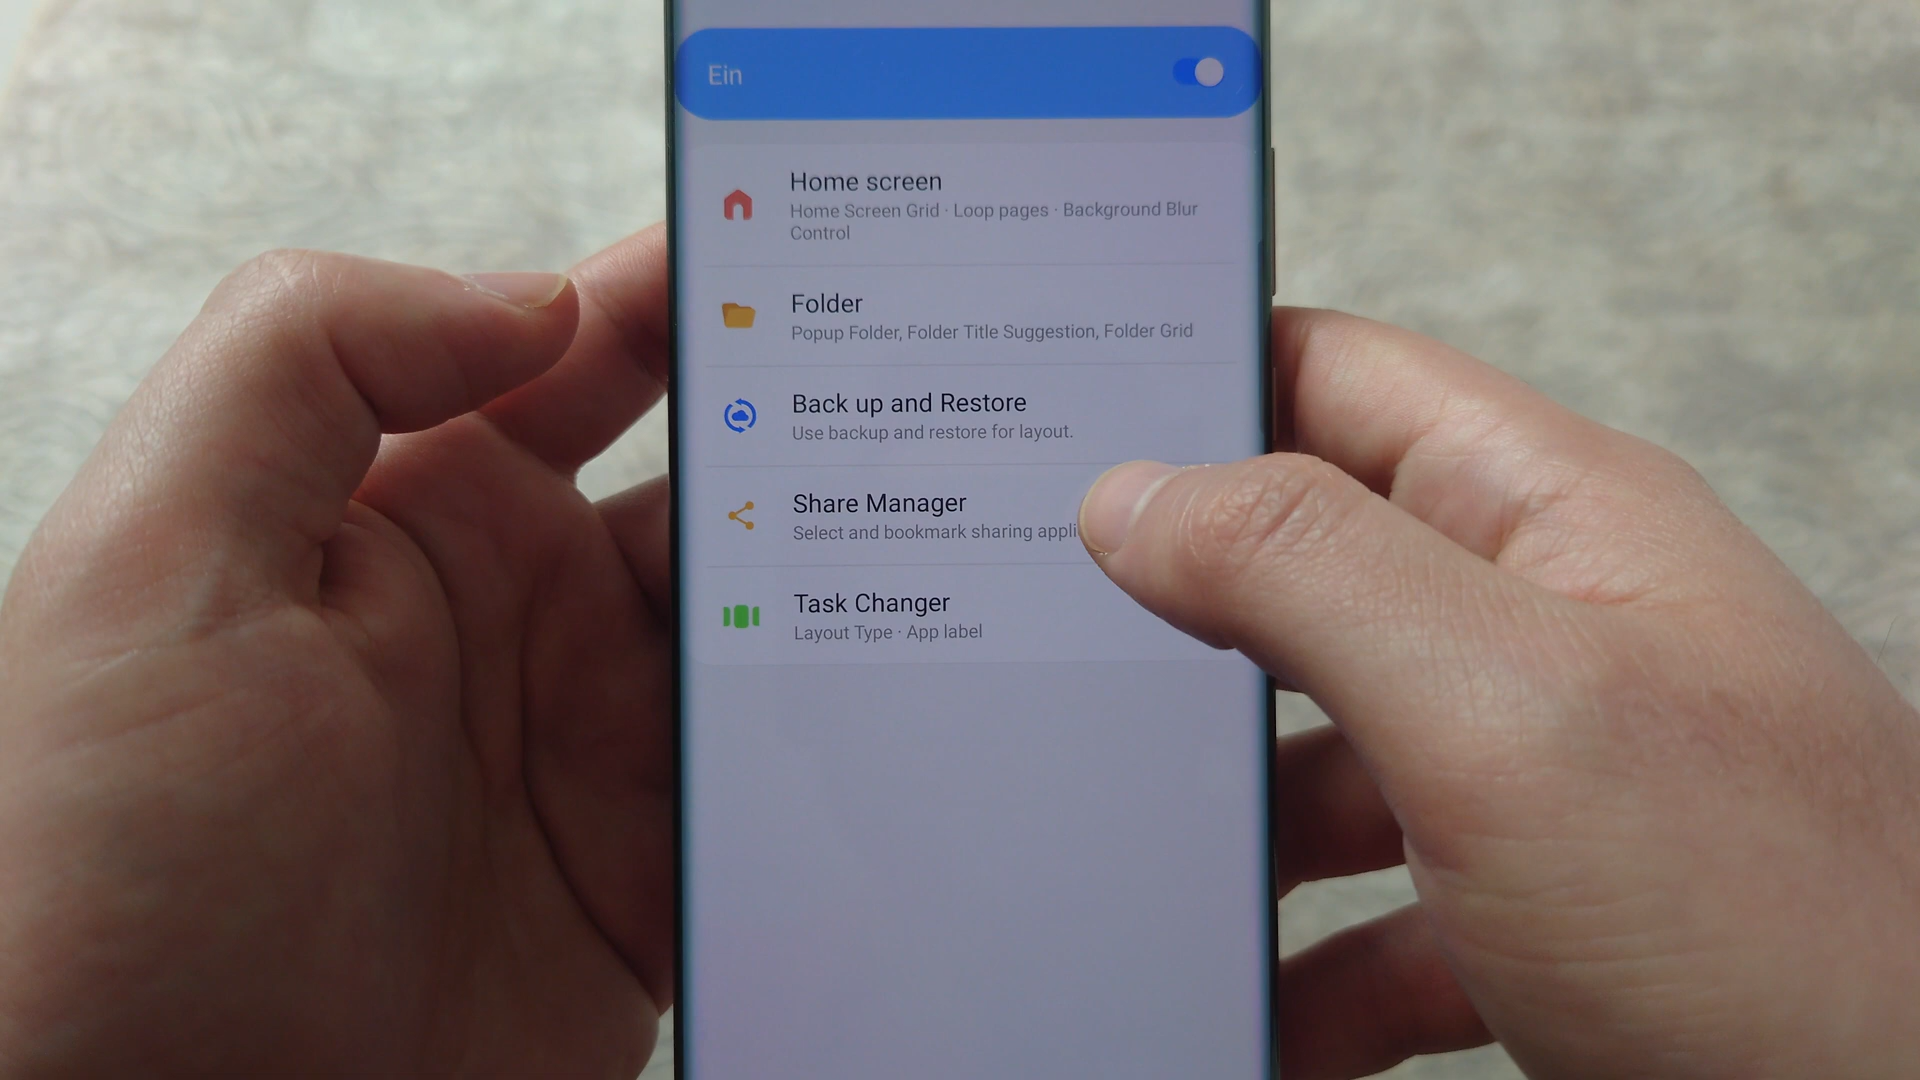 Ein
Home screen
Home Screen Grid · Loop pages · Background Blur
Control
Folder
Popup Folder, Folder Title Suggestion, Folder Grid
Back up and Restore
Use backup and restore for layout.
Share Manager
Select and bookmark sharing
Task Changer
Layout Type · App label